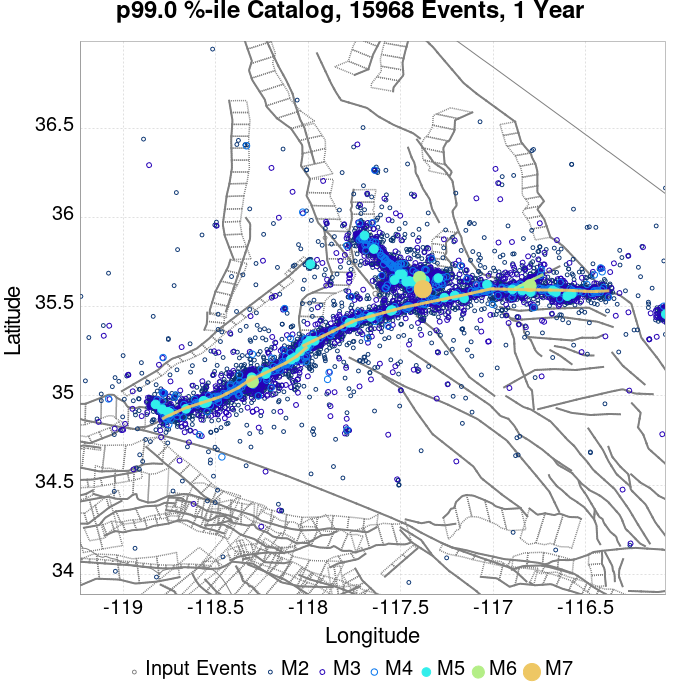 p99.0 %-ile Catalog, 15968 Events, 1 Year
36.5
36
35.5
35
34.5
34
Latitude
-119 -118.5 -118 -117.5 -117 -116.5
Longitude
Input Events M2 M3 M4 M5 M6 M7